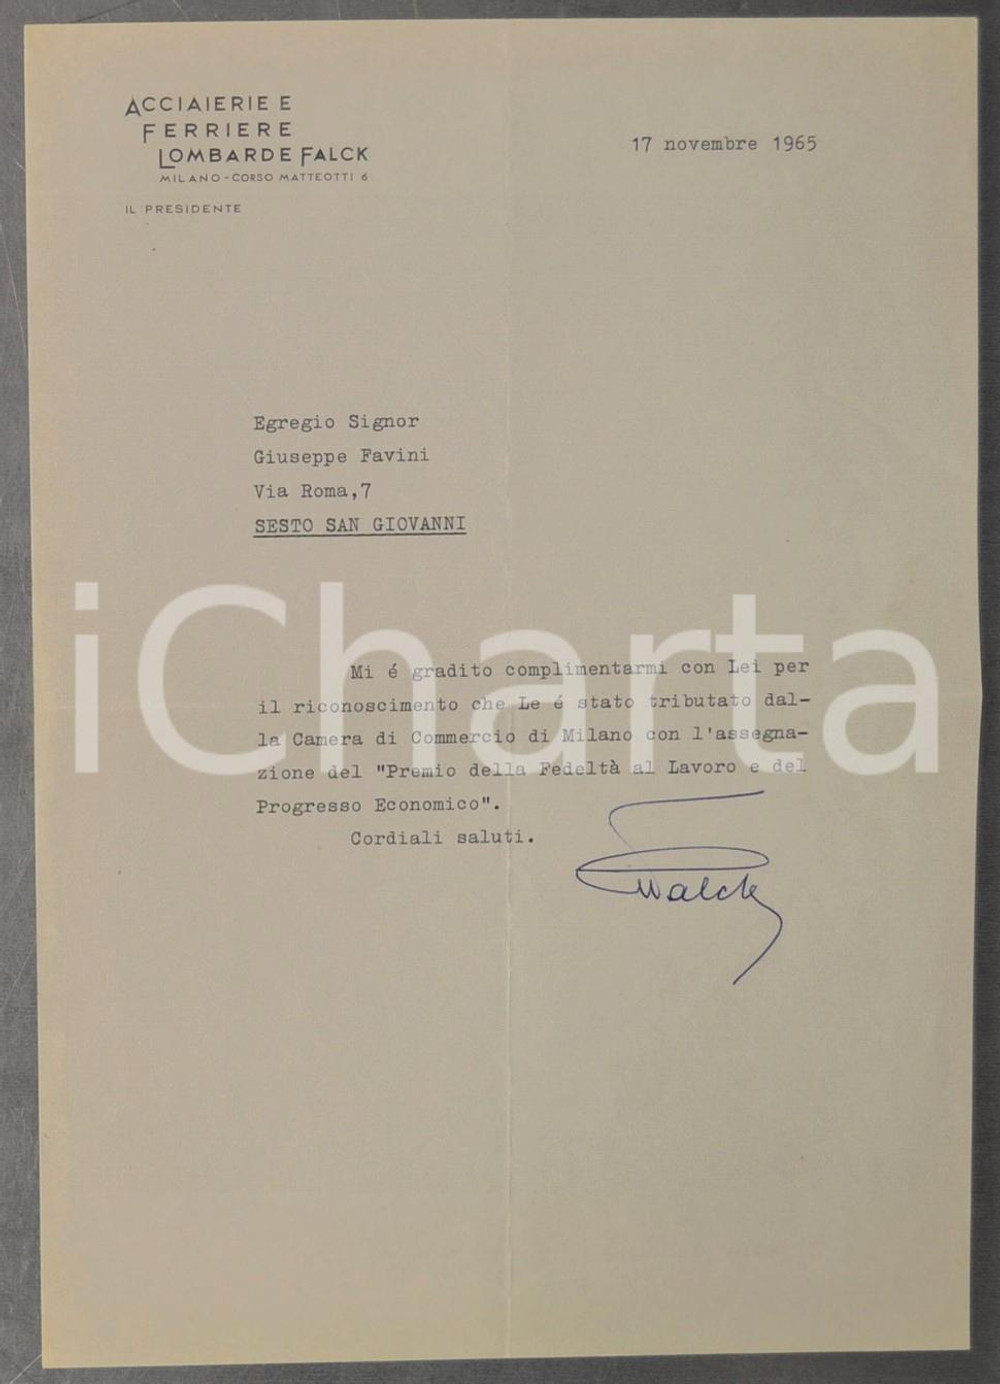 ACCIAIERIE E
FERRIERE
LOMBARDE FALCK
MILANO - CORSO MATTEOTTI 6
IL PRESIDENTE
17 novembre 1965
Egregio Signor
Giuseppe Favini
Via Roma,7
SESTO SAN GIOVANNI
Mi é gradito complimentarmi con Lei per
il riconoscimento che Le é stato tributato dal-
la Camera di Commercio di Milano con l'assegna-
zione del "Premio della Fedeltà al Lavoro e del
Progresso Economico".
Cordiali saluti.
Falck
iCharta